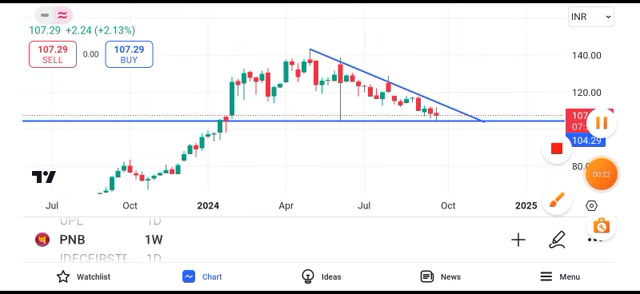 INR
107.29 +2.24 (+2.13%)
107.29 0.00 107.29
SELL BUY
140.00
120.00
107
07:
104.29
80.0
00:22
Jul Oct 2024 Apr Jul Oct 2025
UPL 1D
PNB 1W
IDFCFIRSTB 1D
Watchlist Chart Ideas News Menu